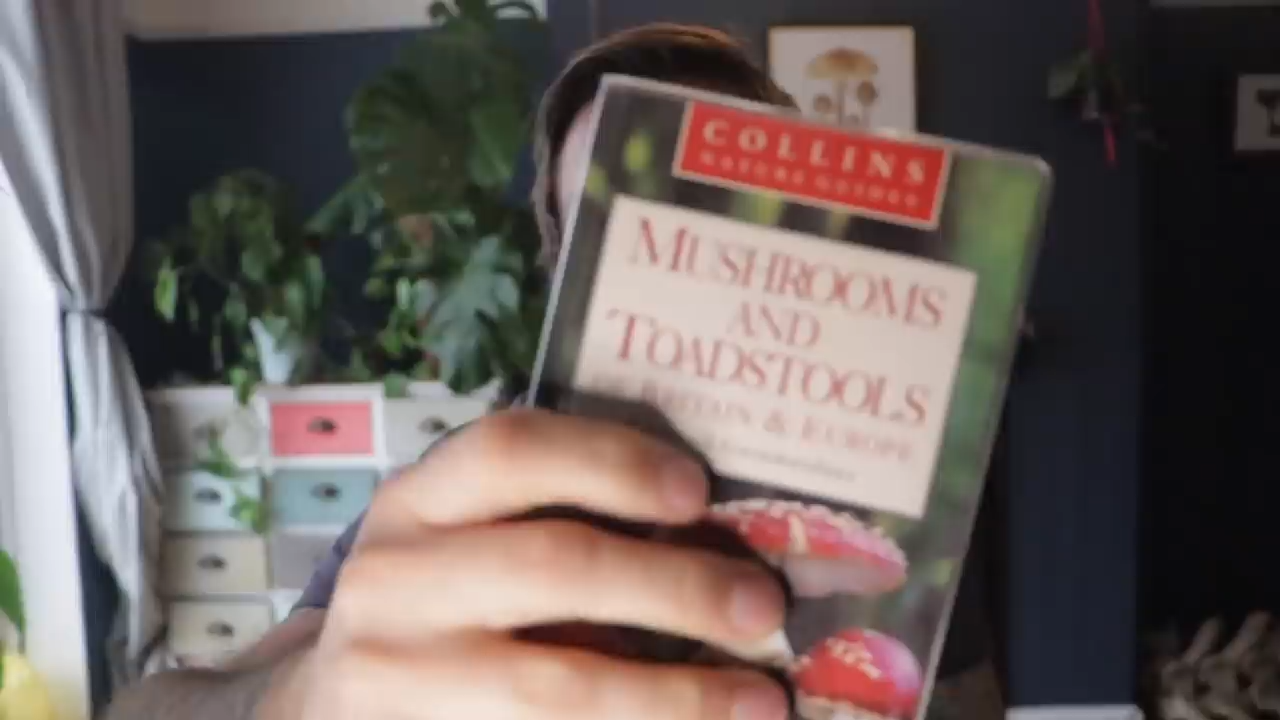 COLLINS
NATURE GUIDES
MUSHROOMS
AND
TOADSTOOLS
BRITAIN & EUROPE